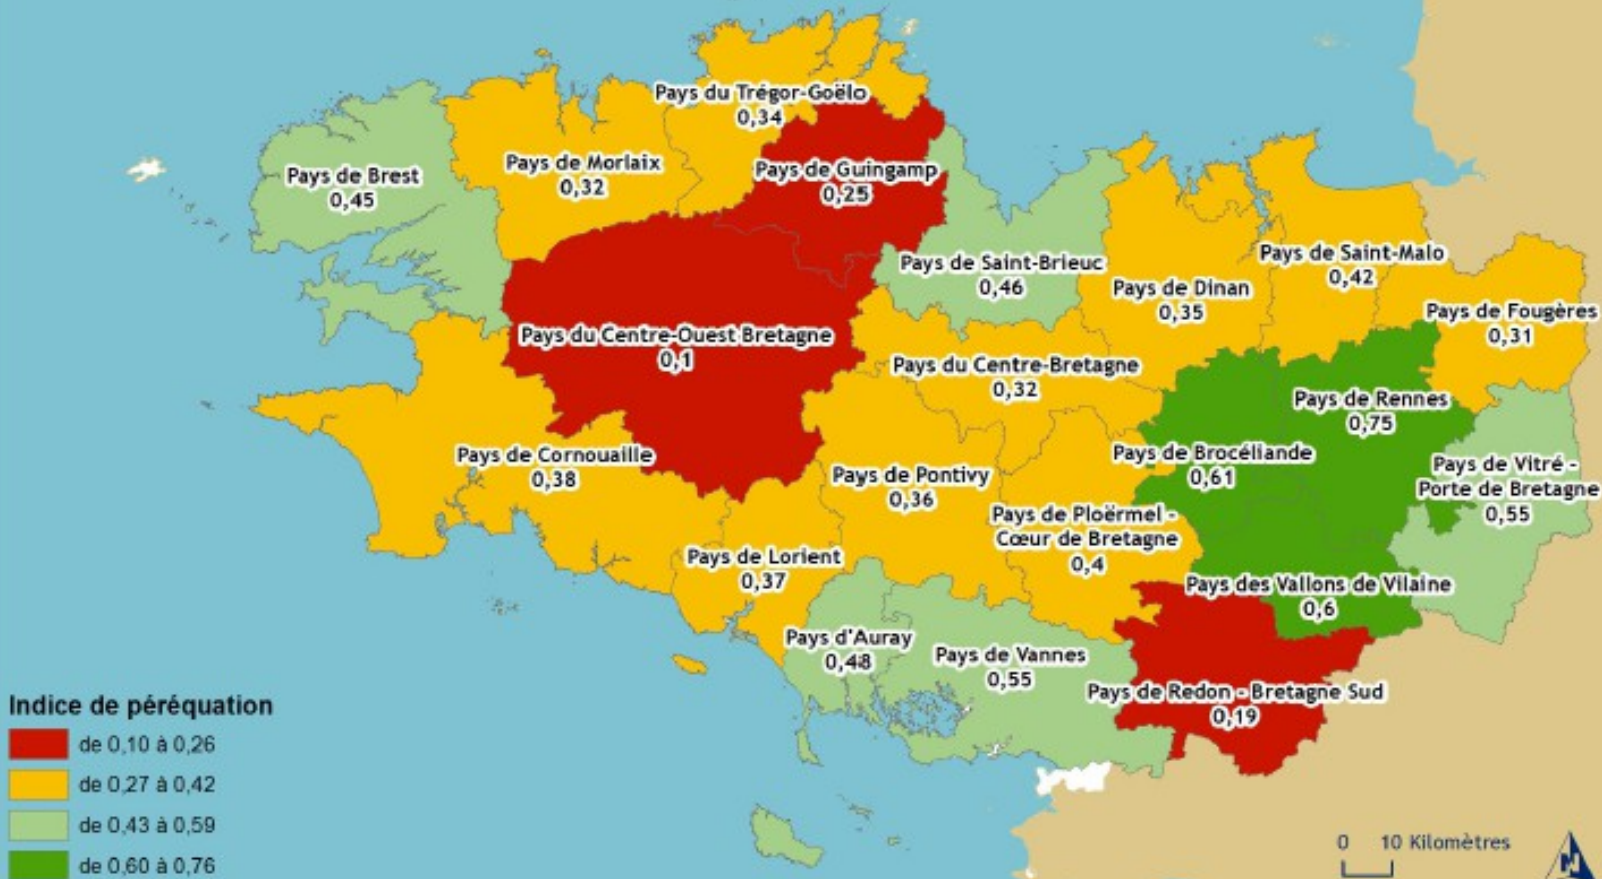 Pays du Trégor-Goëlo
0,34
Pays de Morlaix
0,32
Pays de Guingamp
0,25
Pays de Brest
0,45
Pays de Saint-Brieuc
0,46
Pays de Dinan
0,35
Pays de Saint-Malo
0,42
Pays de Fougères
0,31
Pays du Centre-Ouest Bretagne
0,1
Pays du Centre-Bretagne
0,32
Pays de Rennes
0,75
Pays de Cornouaille
0,38
Pays de Pontivy
0,36
Pays de Brocéliande
0,61
Pays de Vitré -
Porte de Bretagne
0,55
Pays de Ploërmel -
Cœur de Bretagne
0,4
Pays de Lorient
0,37
Pays des Vallons de Vilaine
0,6
Pays d'Auray
0,48
Pays de Vannes
0,55
Pays de Redon - Bretagne Sud
0,19
Indice de péréquation
de 0,10 à 0,26
de 0,27 à 0,42
de 0,43 à 0,59
de 0,60 à 0,76
0 10 Kilomètres
N